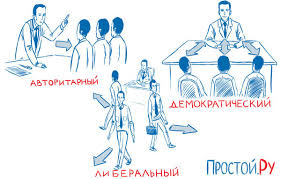 АВТОРИТАРНЫЙ
ДЕМОКРАТИЧЕСКИЙ
ЛИБЕРАЛЬНЫЙ
ПРОСТОЙ.РУ